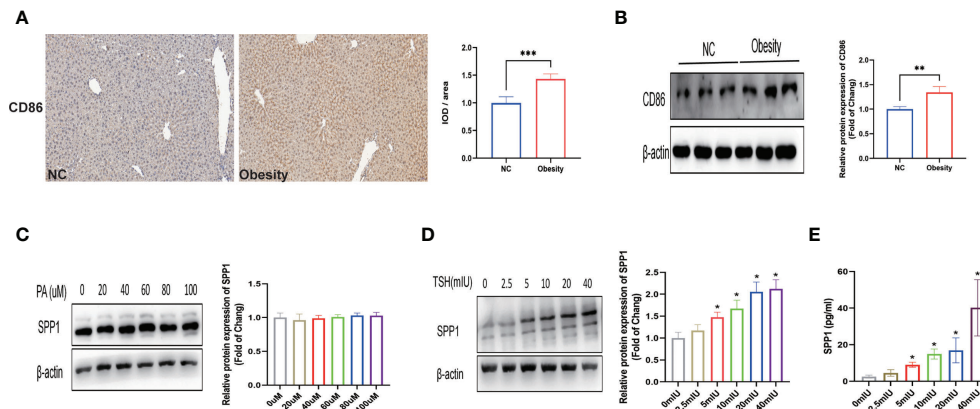 A
CD86
NC
Obesity
IOD / area
2.0
1.5
1.0
0.5
0.0
***
NC
Obesity
B
NC
Obesity
CD86
β-actin
Relative protein expression of CD86
(Fold of Chang)
2.0
1.5
1.0
0.5
0.0
**
NC
Obesity
C
PA (uM)
0 20 40 60 80 100
SPP1
β-actin
Relative protein expression of SPP1
(Fold of Chang)
1.5
1.0
0.5
0.0
0uM
20uM
40uM
60uM
80uM
100uM
D
TSH(mIU)
0 2.5 5 10 20 40
SPP1
β-actin
Relative protein expression of SPP1
(Fold of Chang)
2.5
2.0
1.5
1.0
0.5
0.0
* * * *
0mIU
2.5mIU
5mIU
10mIU
20mIU
40mIU
E
SPP1 (pg/ml)
60
40
20
0
* * * *
0mIU
2.5mIU
5mIU
10mIU
20mIU
40mIU